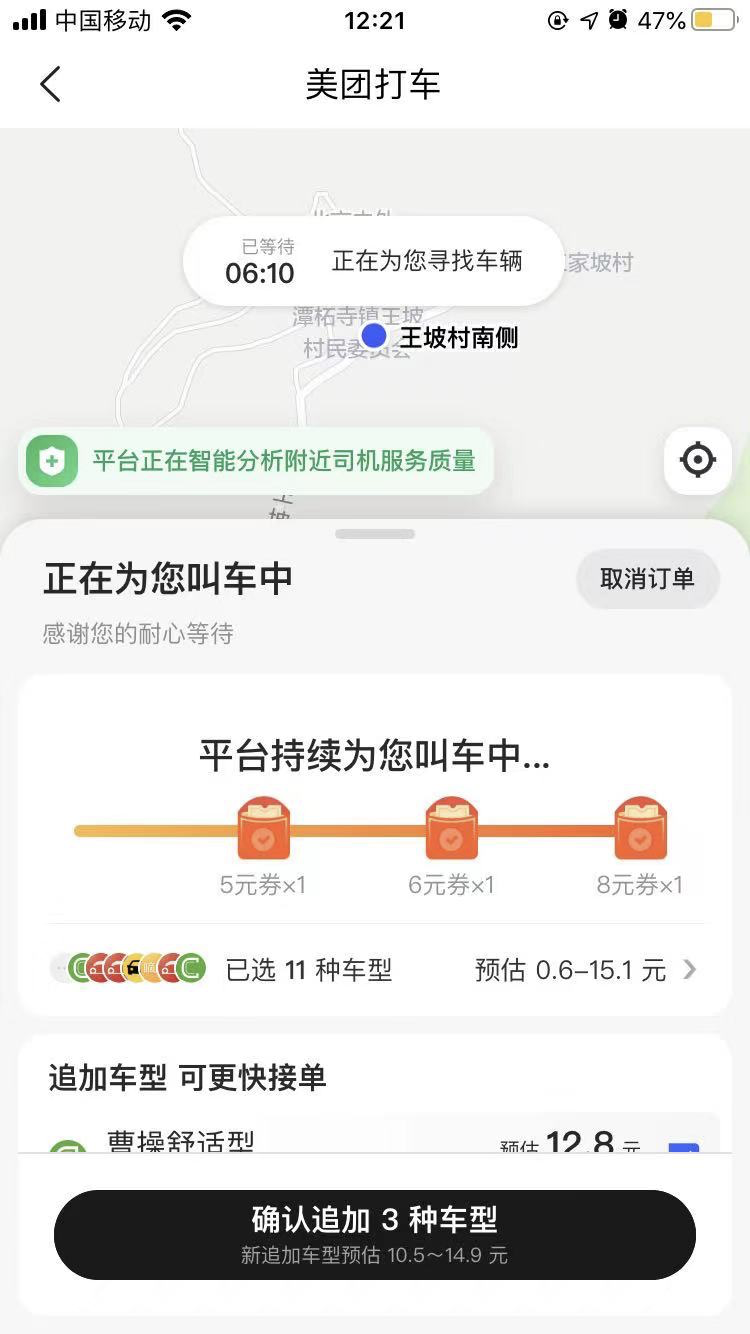 中国移动
12:21
47%
美团打车
已等待
06:10
正在为您寻找车辆
家坡村
潭柘寺镇王坡
村民委员会
王坡村南侧
平台正在智能分析附近司机服务质量
正在为您叫车中
取消订单
感谢您的耐心等待
平台持续为您叫车中...
5元券×1
6元券×1
8元券×1
已选 11 种车型
预估 0.6–15.1 元
追加车型 可更快接单
曹操舒适型
预估 12.8 元
确认追加 3 种车型
新追加车型预估 10.5~14.9 元